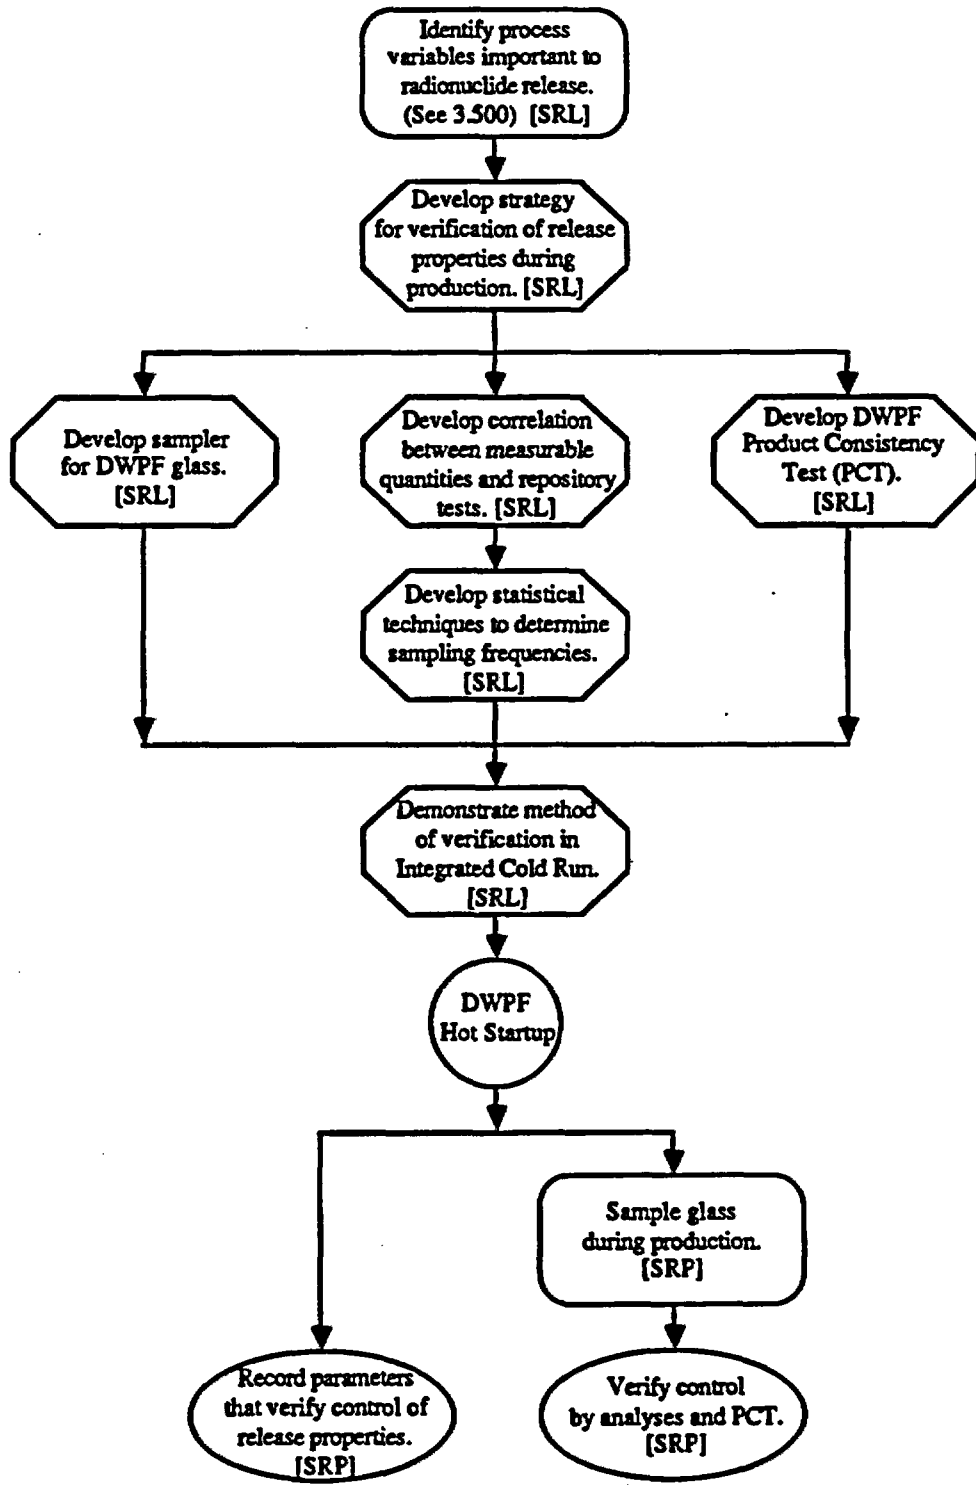 Identify process
variables important to
radionuclide release.
(See 3.500) [SRL]
Develop strategy
for verification of release
properties during
production. [SRL]
Develop sampler
for DWPF glass.
[SRL]
Develop correlation
between measurable
quantities and repository
tests. [SRL]
Develop DWPF
Product Consistency
Test (PCT).
[SRL]
Develop statistical
techniques to determine
sampling frequencies.
[SRL]
Demonstrate method
of verification in
Integrated Cold Run.
[SRL]
DWPF
Hot Startup
Sample glass
during production.
[SRP]
Record parameters
that verify control of
release properties.
[SRP]
Verify control
by analyses and PCT.
[SRP]